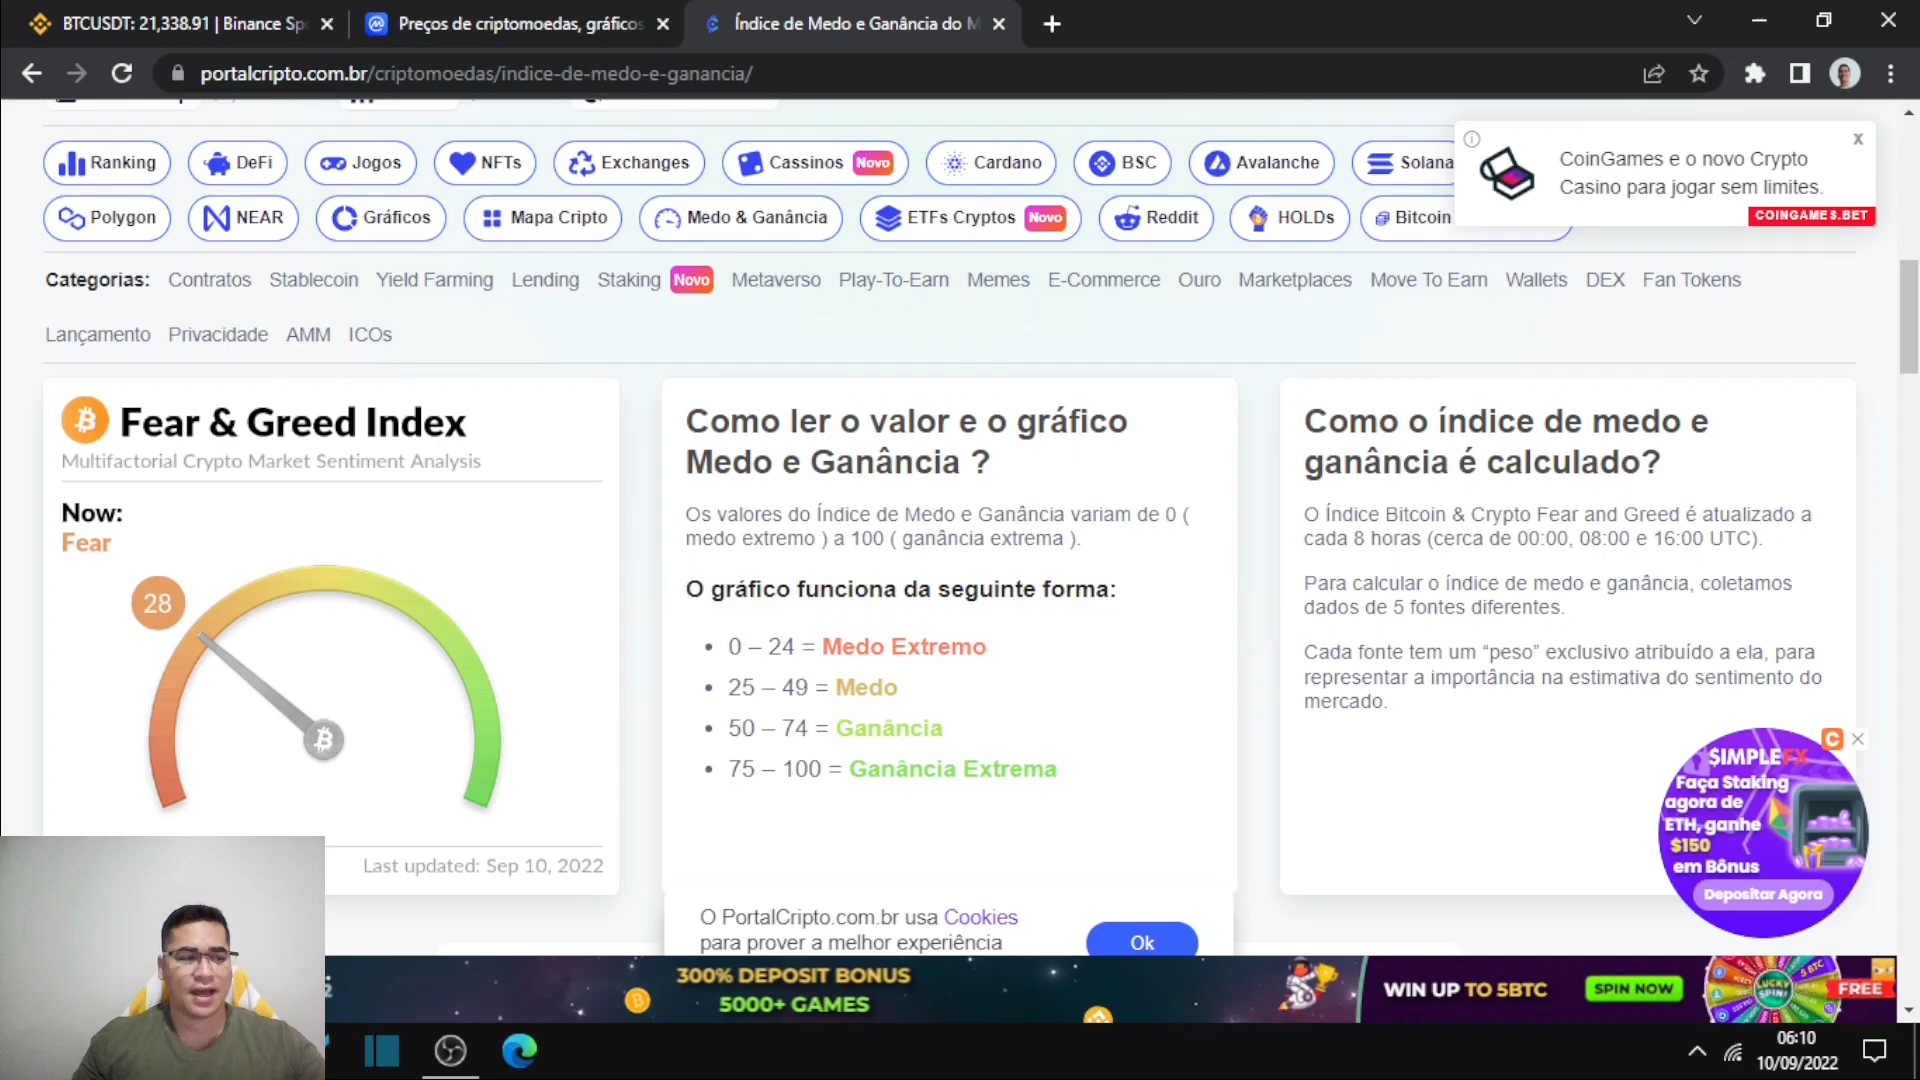 BTCUSDT: 21,338.91 | Binance Sp
Preços de criptomoedas, gráficos
Índice de Medo e Ganância do M
portalcripto.com.br/criptomoedas/indice-de-medo-e-ganancia/
Ranking
DeFi
Jogos
NFTs
Exchanges
Cassinos Novo
Cardano
BSC
Avalanche
Solana
Polygon
NEAR
Gráficos
Mapa Cripto
Medo & Ganância
ETFs Cryptos Novo
Reddit
HOLDs
Bitcoin
CoinGames e o novo Crypto
Casino para jogar sem limites.
COINGAMES.BET
X
Categorias: Contratos Stablecoin Yield Farming Lending Staking Novo Metaverso Play-To-Earn Memes E-Commerce Ouro Marketplaces Move To Earn Wallets DEX Fan Tokens
Lançamento Privacidade AMM ICOs
Fear & Greed Index
Multifactorial Crypto Market Sentiment Analysis
Now:
Fear
28
Last updated: Sep 10, 2022
Como ler o valor e o gráfico
Medo e Ganância ?
Os valores do Índice de Medo e Ganância variam de 0 (
medo extremo ) a 100 ( ganância extrema ).
O gráfico funciona da seguinte forma:
• 0 – 24 = Medo Extremo
• 25 – 49 = Medo
• 50 – 74 = Ganância
• 75 – 100 = Ganância Extrema
Como o índice de medo e
ganância é calculado?
O Índice Bitcoin & Crypto Fear and Greed é atualizado a
cada 8 horas (cerca de 00:00, 08:00 e 16:00 UTC).
Para calcular o índice de medo e ganância, coletamos
dados de 5 fontes diferentes.
Cada fonte tem um “peso” exclusivo atribuído a ela, para
representar a importância na estimativa do sentimento do
mercado.
C
$IMPLEFX
Faça Staking
agora de
ETH, ganhe
$150
em Bônus
Depositar Agora
O PortalCripto.com.br usa Cookies
para prover a melhor experiência
Ok
300% DEPOSIT BONUS
5000+ GAMES
WIN UP TO 5BTC
SPIN NOW
5 BTC
LUCKY
SPIN!
FREE
06:10
10/09/2022